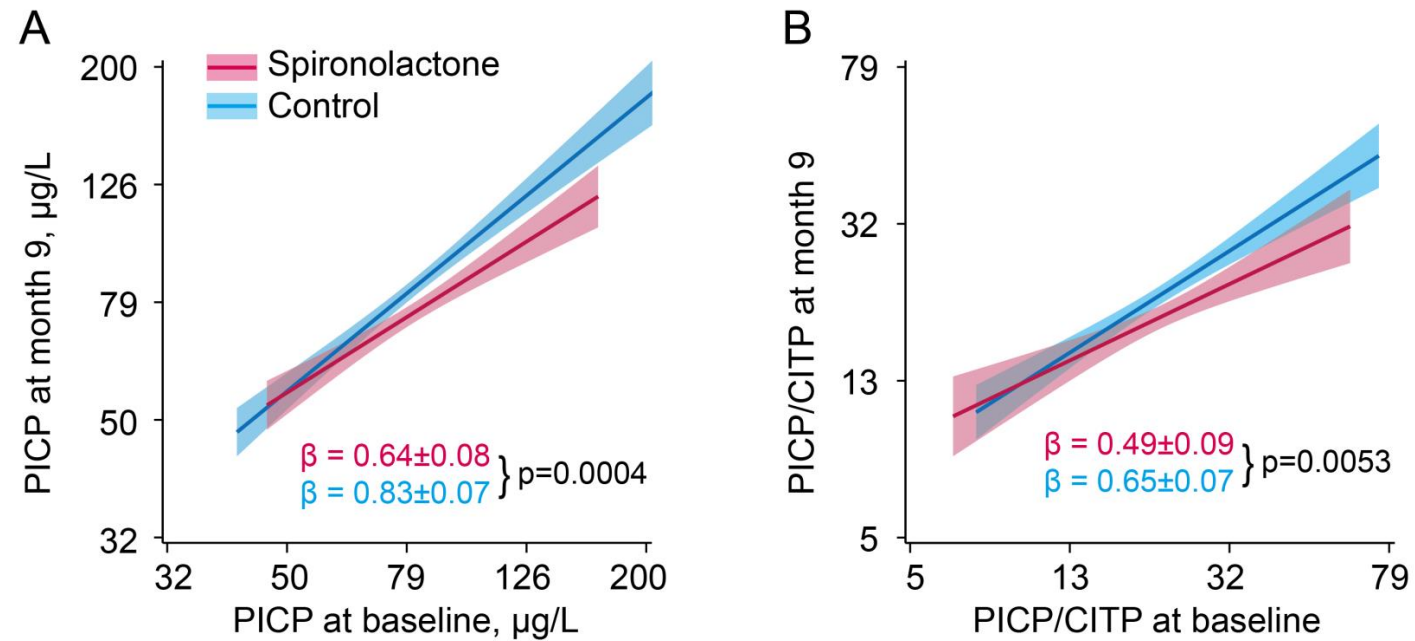 A
Spironolactone
Control
PICP at month 9, µg/L
200
126
79
50
32
β = 0.64±0.08
β = 0.83±0.07
} p=0.0004
32 50 79 126 200
PICP at baseline, µg/L
B
PICP/CITP at month 9
79
32
13
5
β = 0.49±0.09
β = 0.65±0.07
} p=0.0053
5 13 32 79
PICP/CITP at baseline